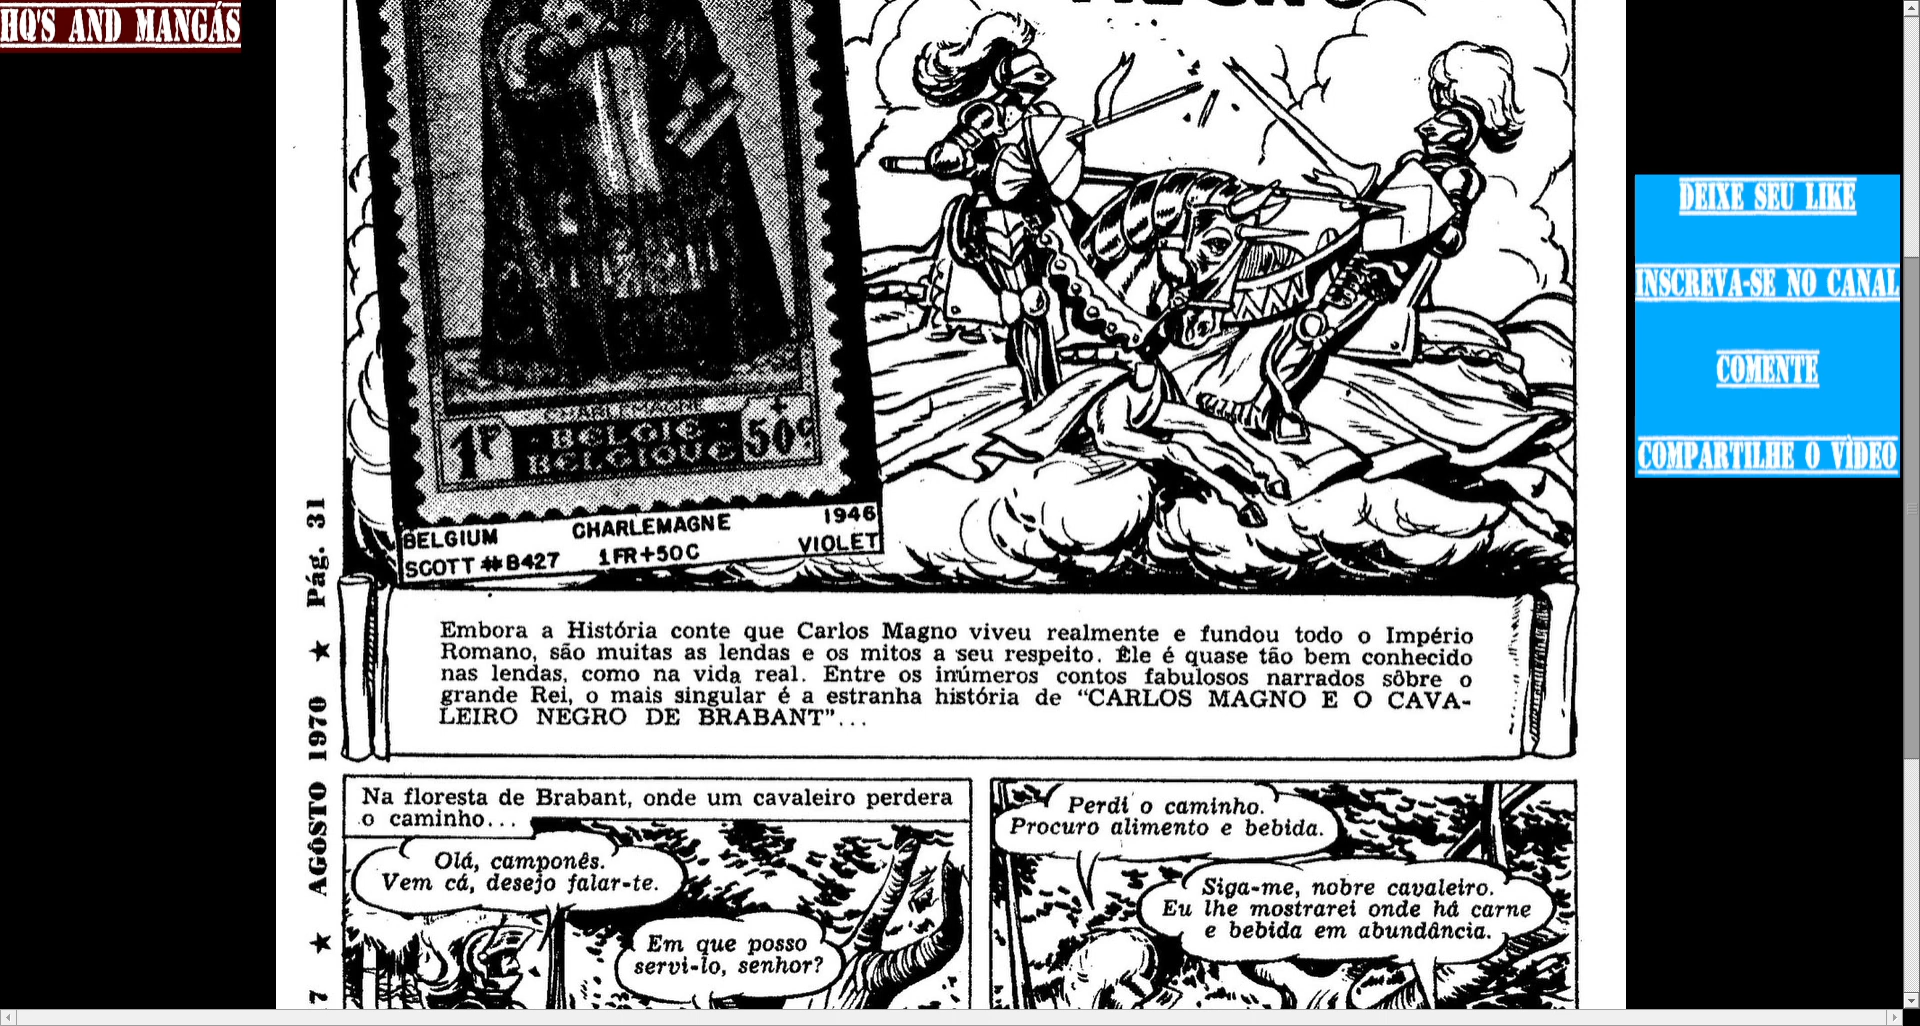 HQ'S AND MANGÁS
CHARLEMAGNE
1F
BELGIE
BELGIQUE
50C
BELGIUM CHARLEMAGNE 1946
SCOTT #B427 1FR+50C VIOLET
Embora a História conte que Carlos Magno viveu realmente e fundou todo o Império
Romano, são muitas as lendas e os mitos a seu respeito. Êle é quase tão bem conhecido
nas lendas, como na vida real. Entre os inúmeros contos fabulosos narrados sôbre o
grande Rei, o mais singular é a estranha história de “CARLOS MAGNO E O CAVA-
LEIRO NEGRO DE BRABANT”...
Na floresta de Brabant, onde um cavaleiro perdera
o caminho...
Olá, camponês.
Vem cá, desejo falar-te.
Em que posso
servi-lo, senhor?
Perdi o caminho.
Procuro alimento e bebida.
Siga-me, nobre cavaleiro.
Eu lhe mostrarei onde há carne
e bebida em abundância.
7 ★ AGÔSTO 1970 ★ Pág. 31
DEIXE SEU LIKE
INSCREVA-SE NO CANAL
COMENTE
COMPARTILHE O VÌDEO